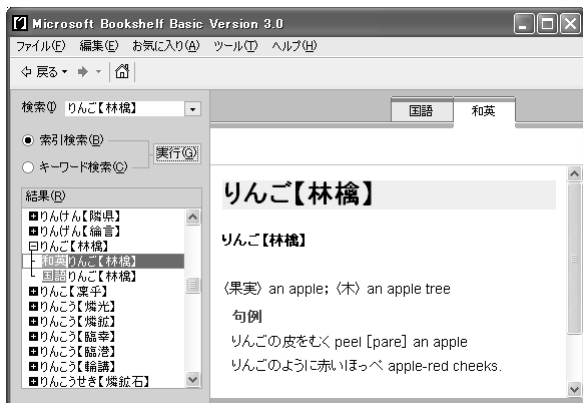 Microsoft Bookshelf Basic Version 3.0
ファイル(F) 編集(E) お気に入り(A) ツール(T) ヘルプ(H)
戻る
検索(I) りんご【林檎】
索引検索(B)
キーワード検索(C)
実行(G)
結果(R)
りんけん【隣県】
りんげん【綸言】
りんご【林檎】
和英りんご【林檎】
国語りんご【林檎】
りんこ【凜乎】
りんこう【燐光】
りんこう【燐鉱】
りんこう【臨幸】
りんこう【臨港】
りんこう【輪講】
りんこうせき【燐鉱石】
国語 和英
りんご【林檎】
りんご【林檎】
〈果実〉 an apple; 〈木〉 an apple tree
句例
りんごの皮をむく peel [pare] an apple
りんごのように赤いほっぺ apple-red cheeks.